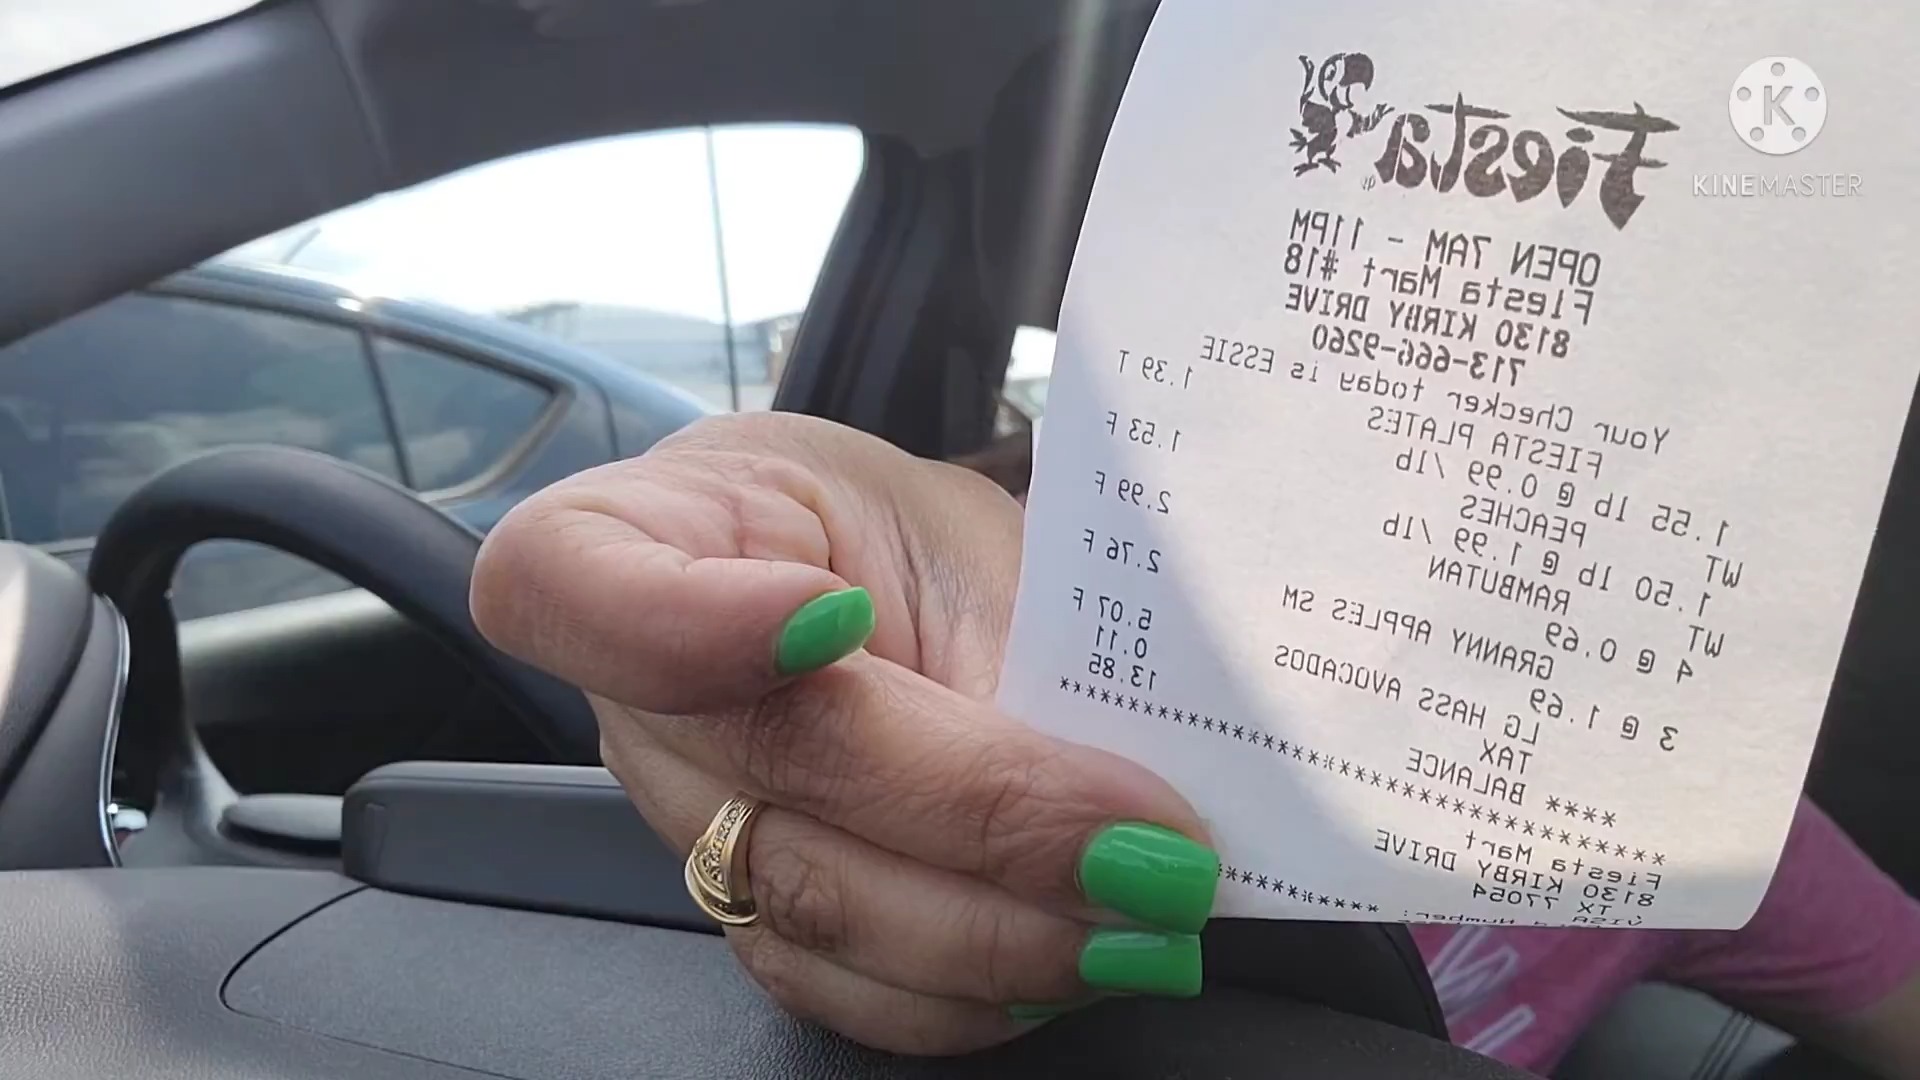 Fiesta
OPEN 7AM - 11PM
Fiesta Mart #18
8130 KIRBY DRIVE
713-666-9260
Your Checker today is ESSIE
FIESTA PLATES 1.39 T
1.55 lb @ 0.99 /lb
WT PEACHES 1.53 F
1.50 lb @ 1.99 /lb
WT RAMBUTAN 2.99 F
4 @ 0.69
GRANNY APPLES SM 2.76 F
3 @ 1.69
LG HASS AVOCADOS 5.07 F
TAX 0.11
**** BALANCE 13.85
Fiesta Mart
8130 KIRBY DRIVE
TX 77054
K
KINEMASTER